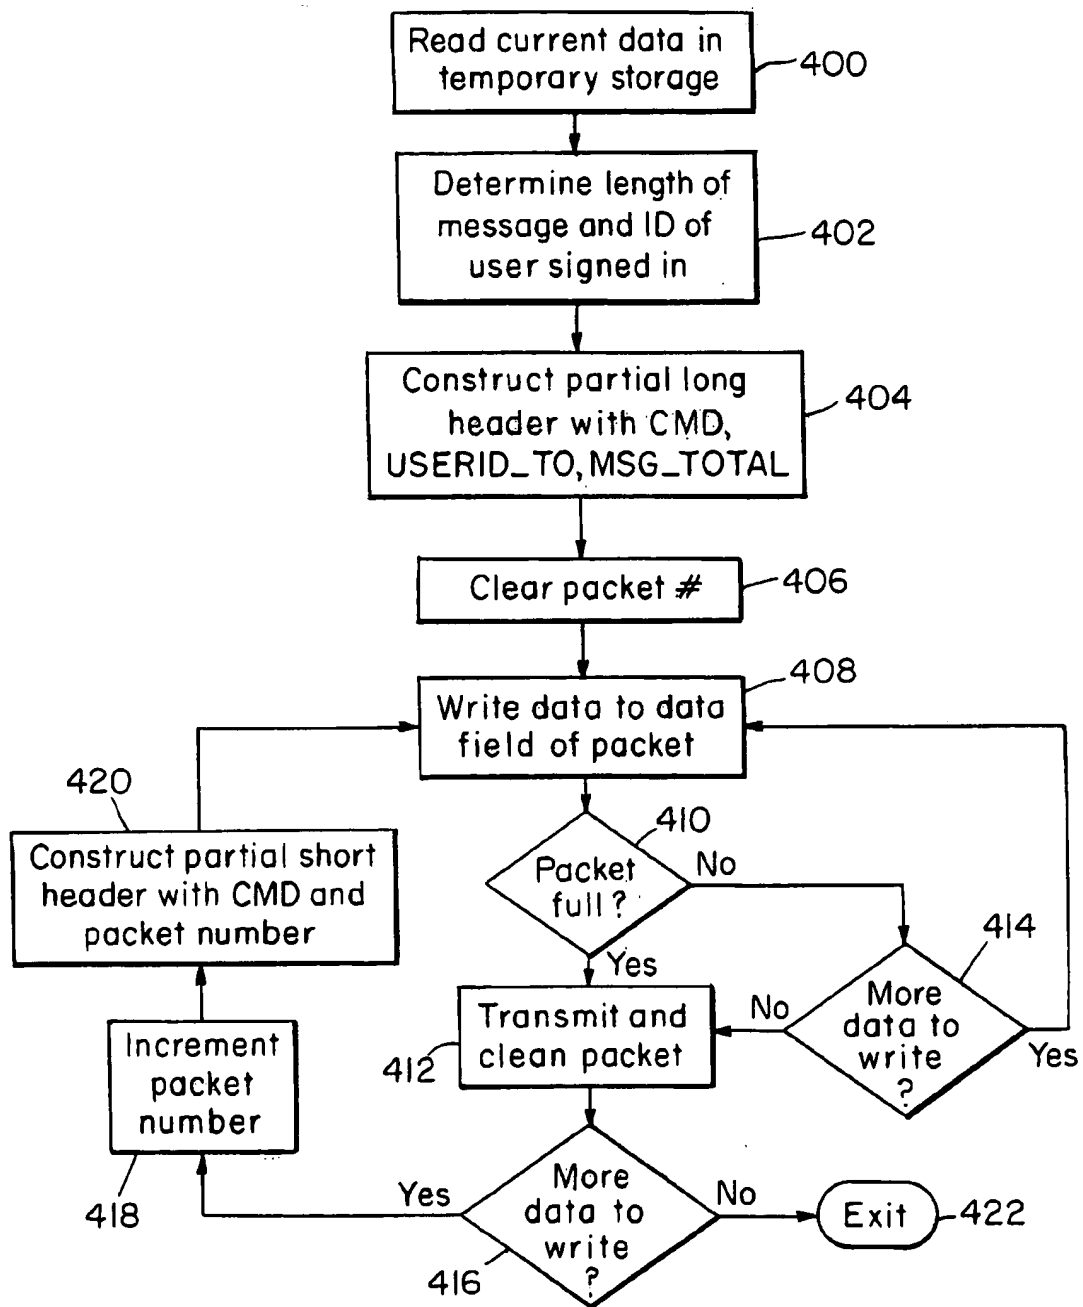 Read current data in
temporary storage
400
Determine length of
message and ID of
user signed in
402
Construct partial long
header with CMD,
USERID_TO, MSG_TOTAL
404
Clear packet #
406
408
Write data to data
field of packet
420
Construct partial short
header with CMD and
packet number
410
Packet
full?
No
Yes
414
More
data to
write
?
No
Yes
Transmit and
clean packet
412
Increment
packet
number
418
More
data to
write
?
Yes
No
416
Exit
422